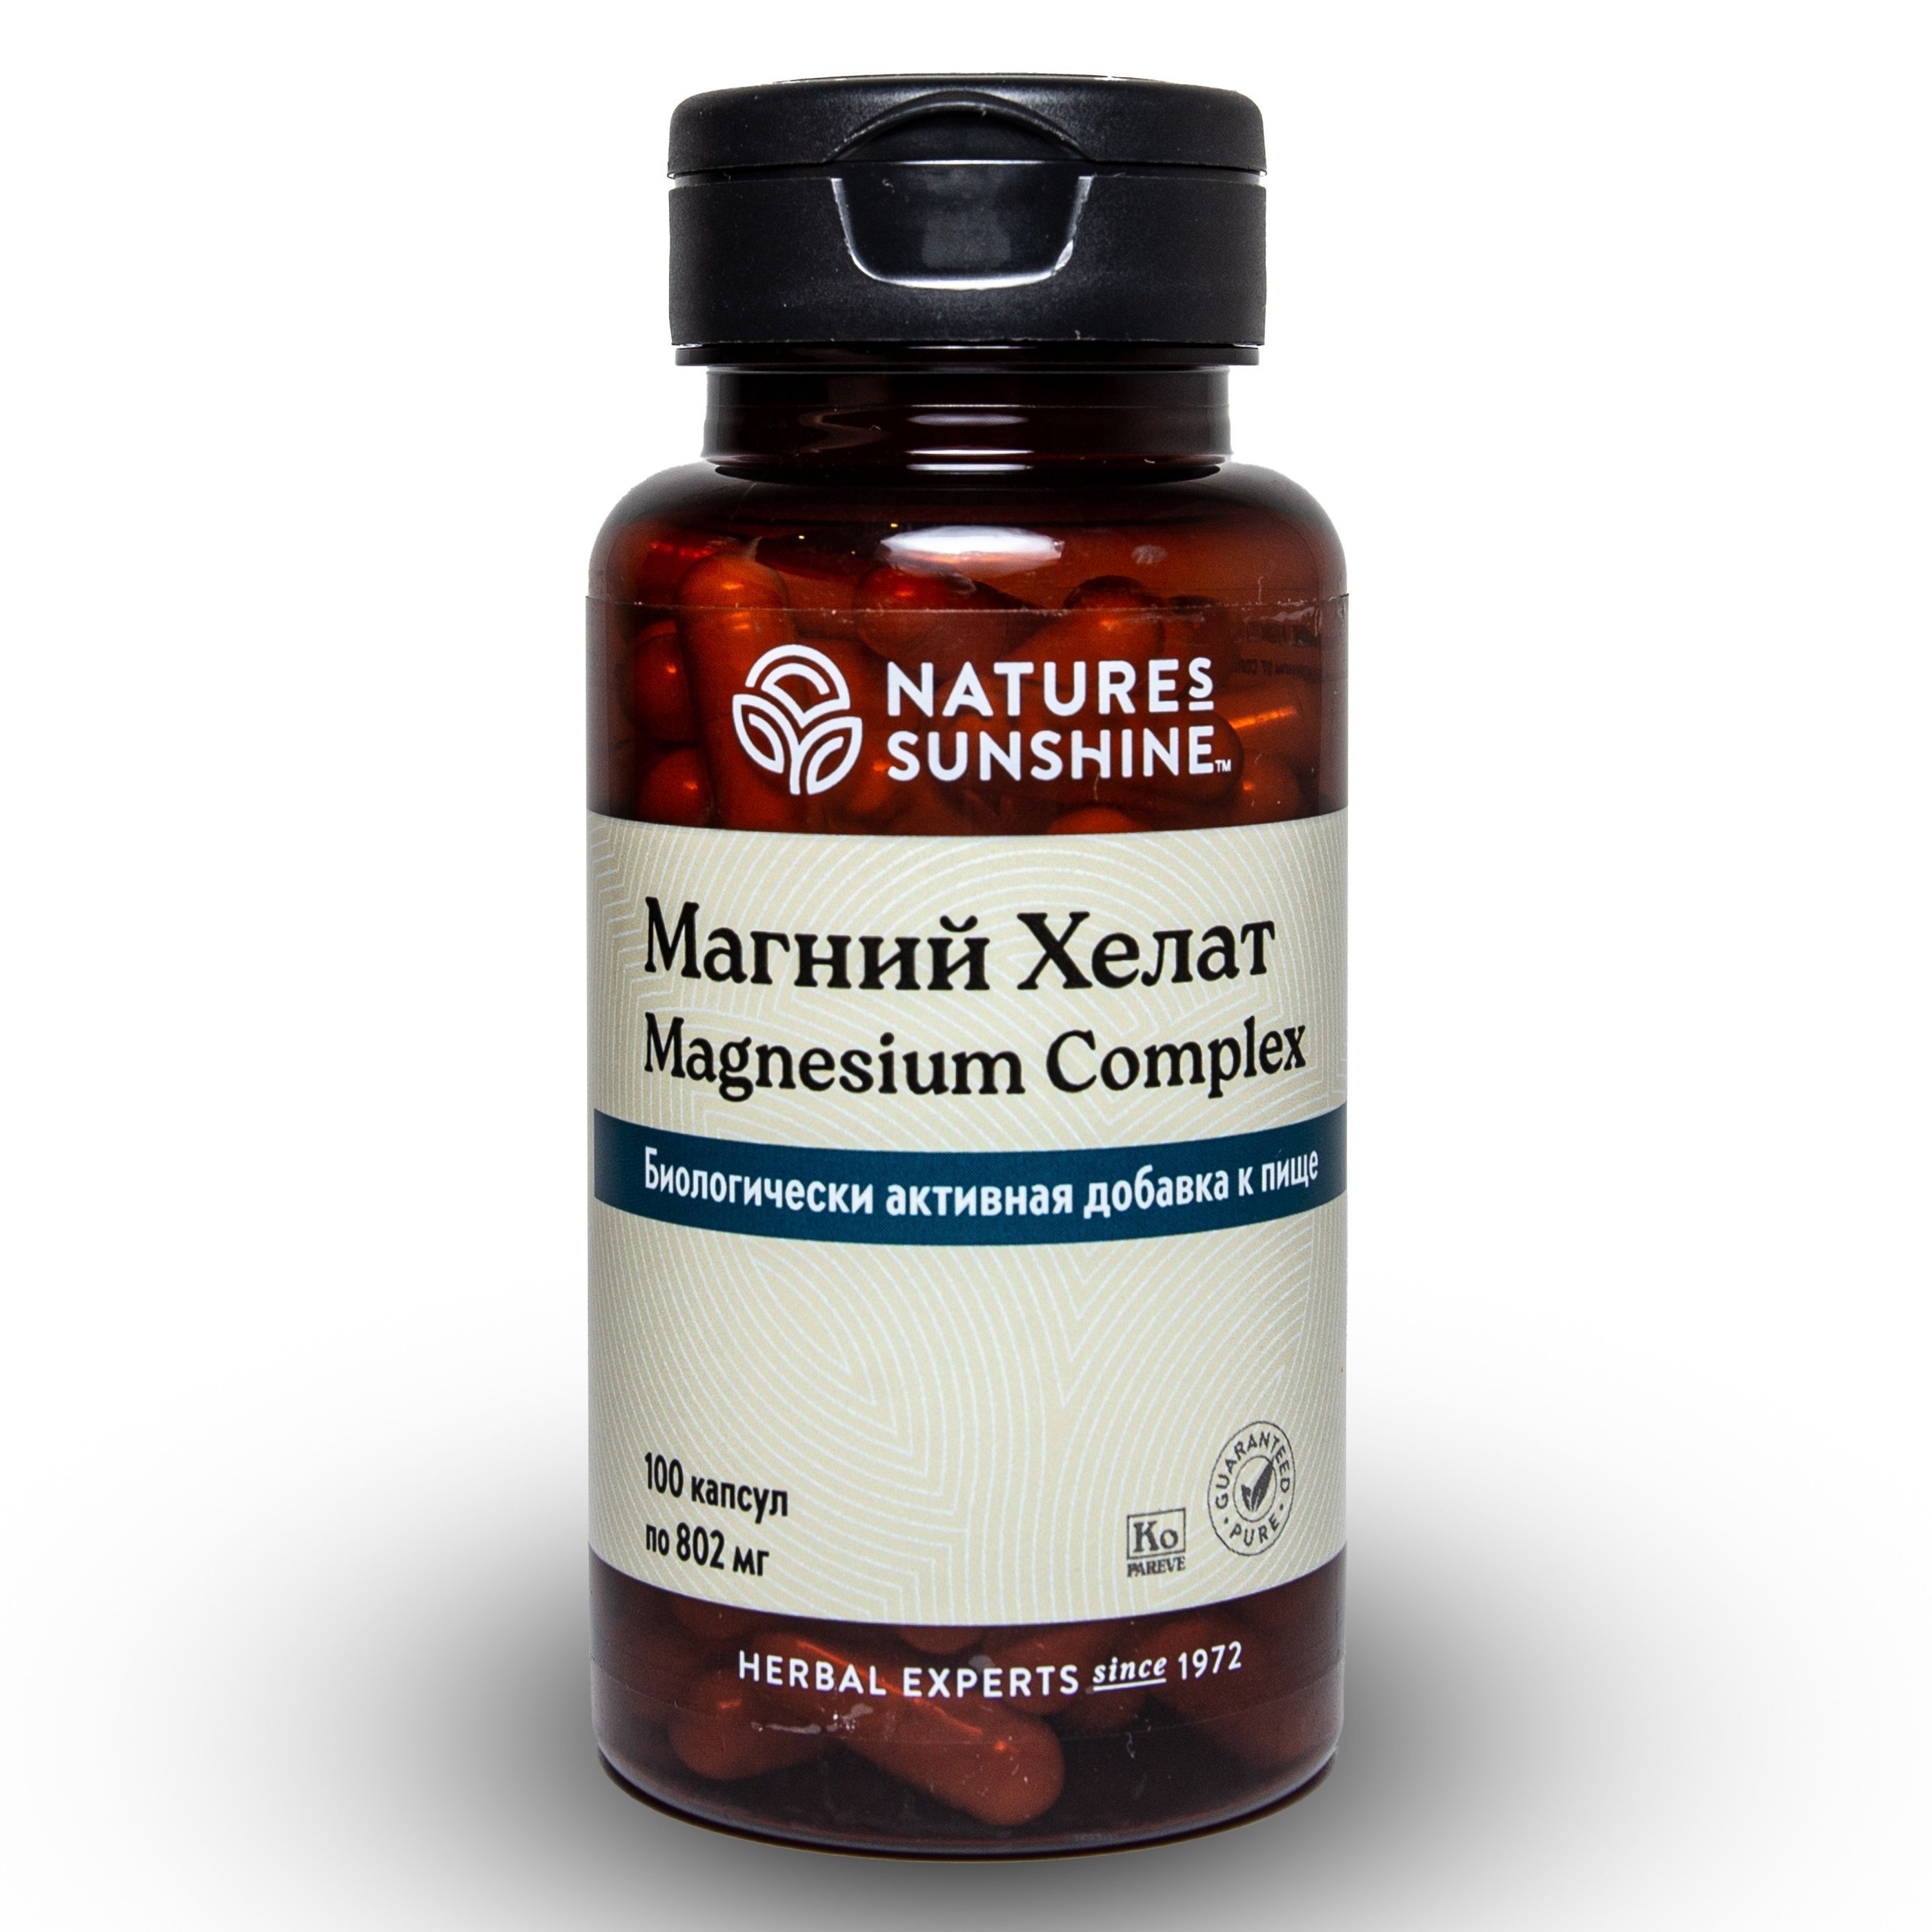 NATURES
SUNSHINE™
Магний Хелат
Magnesium Complex
Биологически активная добавка к пище
100 капсул
по 802 мг
Ko
PAREVE
GUARANTEED
PURE
HERBAL EXPERTS since 1972